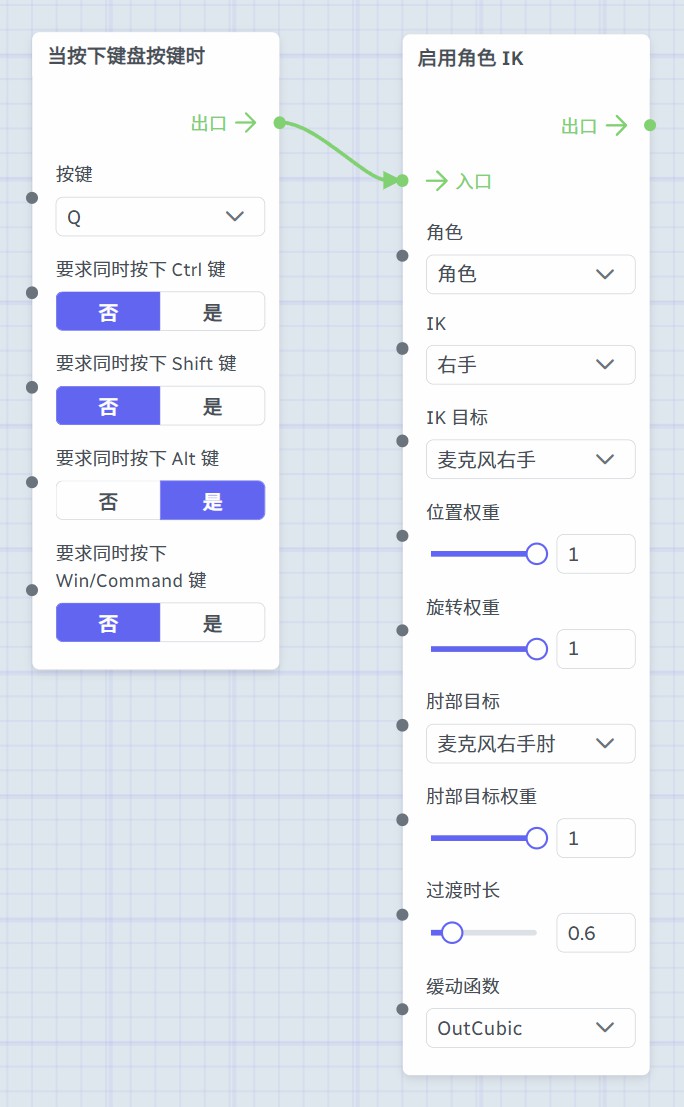 当按下键盘按键时
出口
按键
Q
要求同时按下 Ctrl 键
否 是
要求同时按下 Shift 键
否 是
要求同时按下 Alt 键
否 是
要求同时按下
Win/Command 键
否 是
启用角色 IK
出口
入口
角色
角色
IK
右手
IK 目标
麦克风右手
位置权重
1
旋转权重
1
肘部目标
麦克风右手肘
肘部目标权重
1
过渡时长
0.6
缓动函数
OutCubic